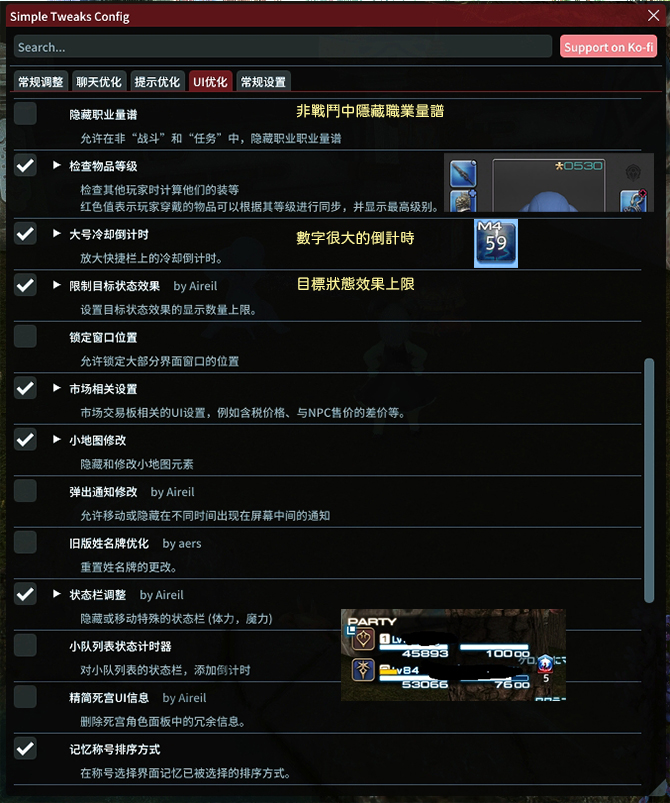 Simple Tweaks Config
Search...
Support on Ko-fi
常规调整 聊天优化 提示优化 UI优化 常规设置
隐藏职业量谱
非戰鬥中隱藏職業量譜
允许在非“战斗”和“任务”中，隐藏职业职业量谱
检查物品等级
检查其他玩家时计算他们的装等
红色值表示玩家穿戴的物品可以根据其等级进行同步，并显示最高级别。
0530
大号冷却倒计时
數字很大的倒計時
放大快捷栏上的冷却倒计时。
M4
59
限制目标状态效果 by Aireil
目標狀態效果上限
设置目标状态效果的显示数量上限。
锁定窗口位置
允许锁定大部分界面窗口的位置
市场相关设置
市场交易板相关的UI设置，例如含税价格、与NPC售价的差价等。
小地图修改
隐藏和修改小地图元素
弹出通知修改 by Aireil
允许移动或隐藏在不同时间出现在屏幕中间的通知
旧版姓名牌优化 by aers
重置姓名牌的更改。
状态栏调整 by Aireil
隐藏或移动特殊的状态栏 (体力，魔力)
小队列表状态计时器
对小队列表的状态栏，添加倒计时
PARTY
1 Lv
45893 10000
Lv84
53066 7600
5
精简死宫UI信息 by Aireil
删除死宫角色面板中的冗余信息。
记忆称号排序方式
在称号选择界面记忆已被选择的排序方式。